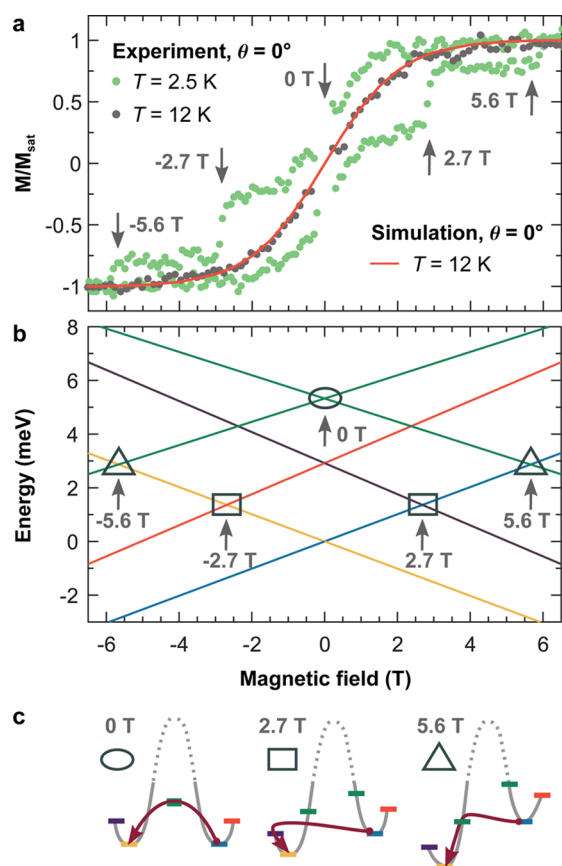 a
Experiment, θ = 0°
T = 2.5 K
T = 12 K
0 T
5.6 T
-2.7 T
2.7 T
-5.6 T
Simulation, θ = 0°
T = 12 K
M/Msat
1
0.5
0
-0.5
-1
b
8
6
4
2
0
-2
Energy (meV)
0 T
-5.6 T
5.6 T
-2.7 T
2.7 T
-6 -4 -2 0 2 4 6
Magnetic field (T)
c
0 T 2.7 T 5.6 T